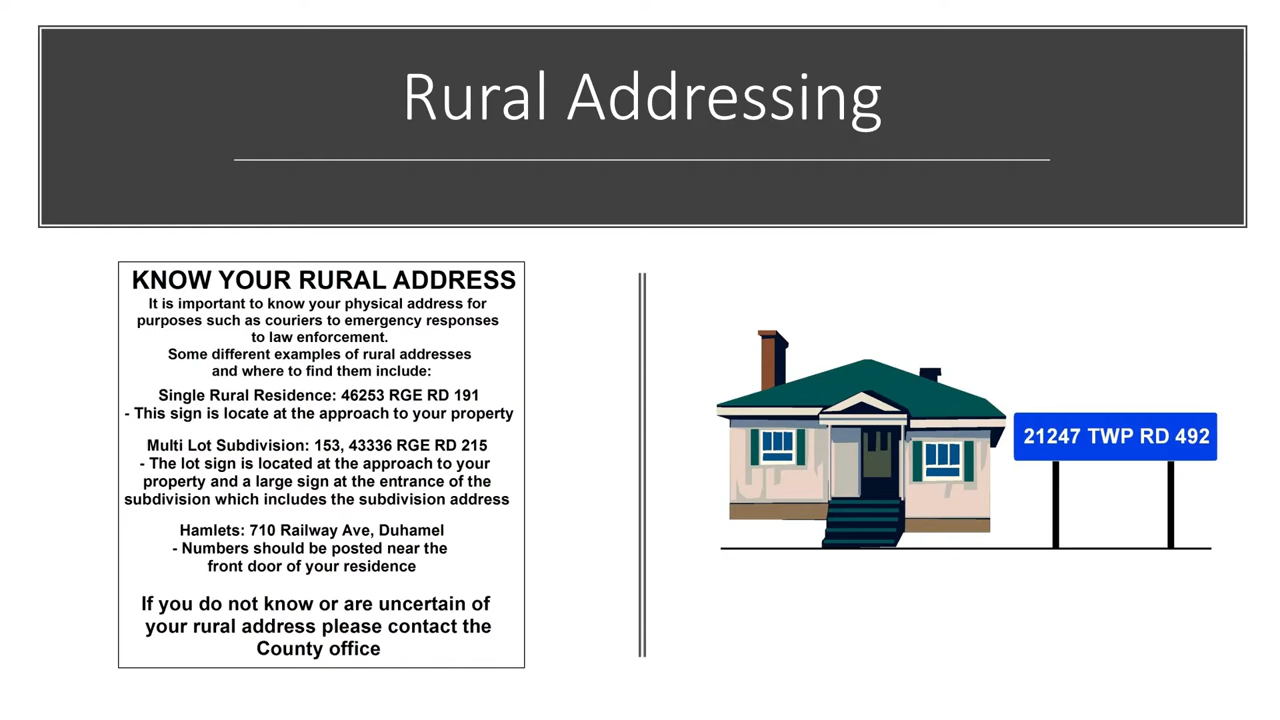 Rural Addressing
KNOW YOUR RURAL ADDRESS
It is important to know your physical address for
purposes such as couriers to emergency responses
to law enforcement.
Some different examples of rural addresses
and where to find them include:
Single Rural Residence: 46253 RGE RD 191
- This sign is locate at the approach to your property
Multi Lot Subdivision: 153, 43336 RGE RD 215
- The lot sign is located at the approach to your
property and a large sign at the entrance of the
subdivision which includes the subdivision address
Hamlets: 710 Railway Ave, Duhamel
- Numbers should be posted near the
front door of your residence
If you do not know or are uncertain of
your rural address please contact the
County office
21247 TWP RD 492